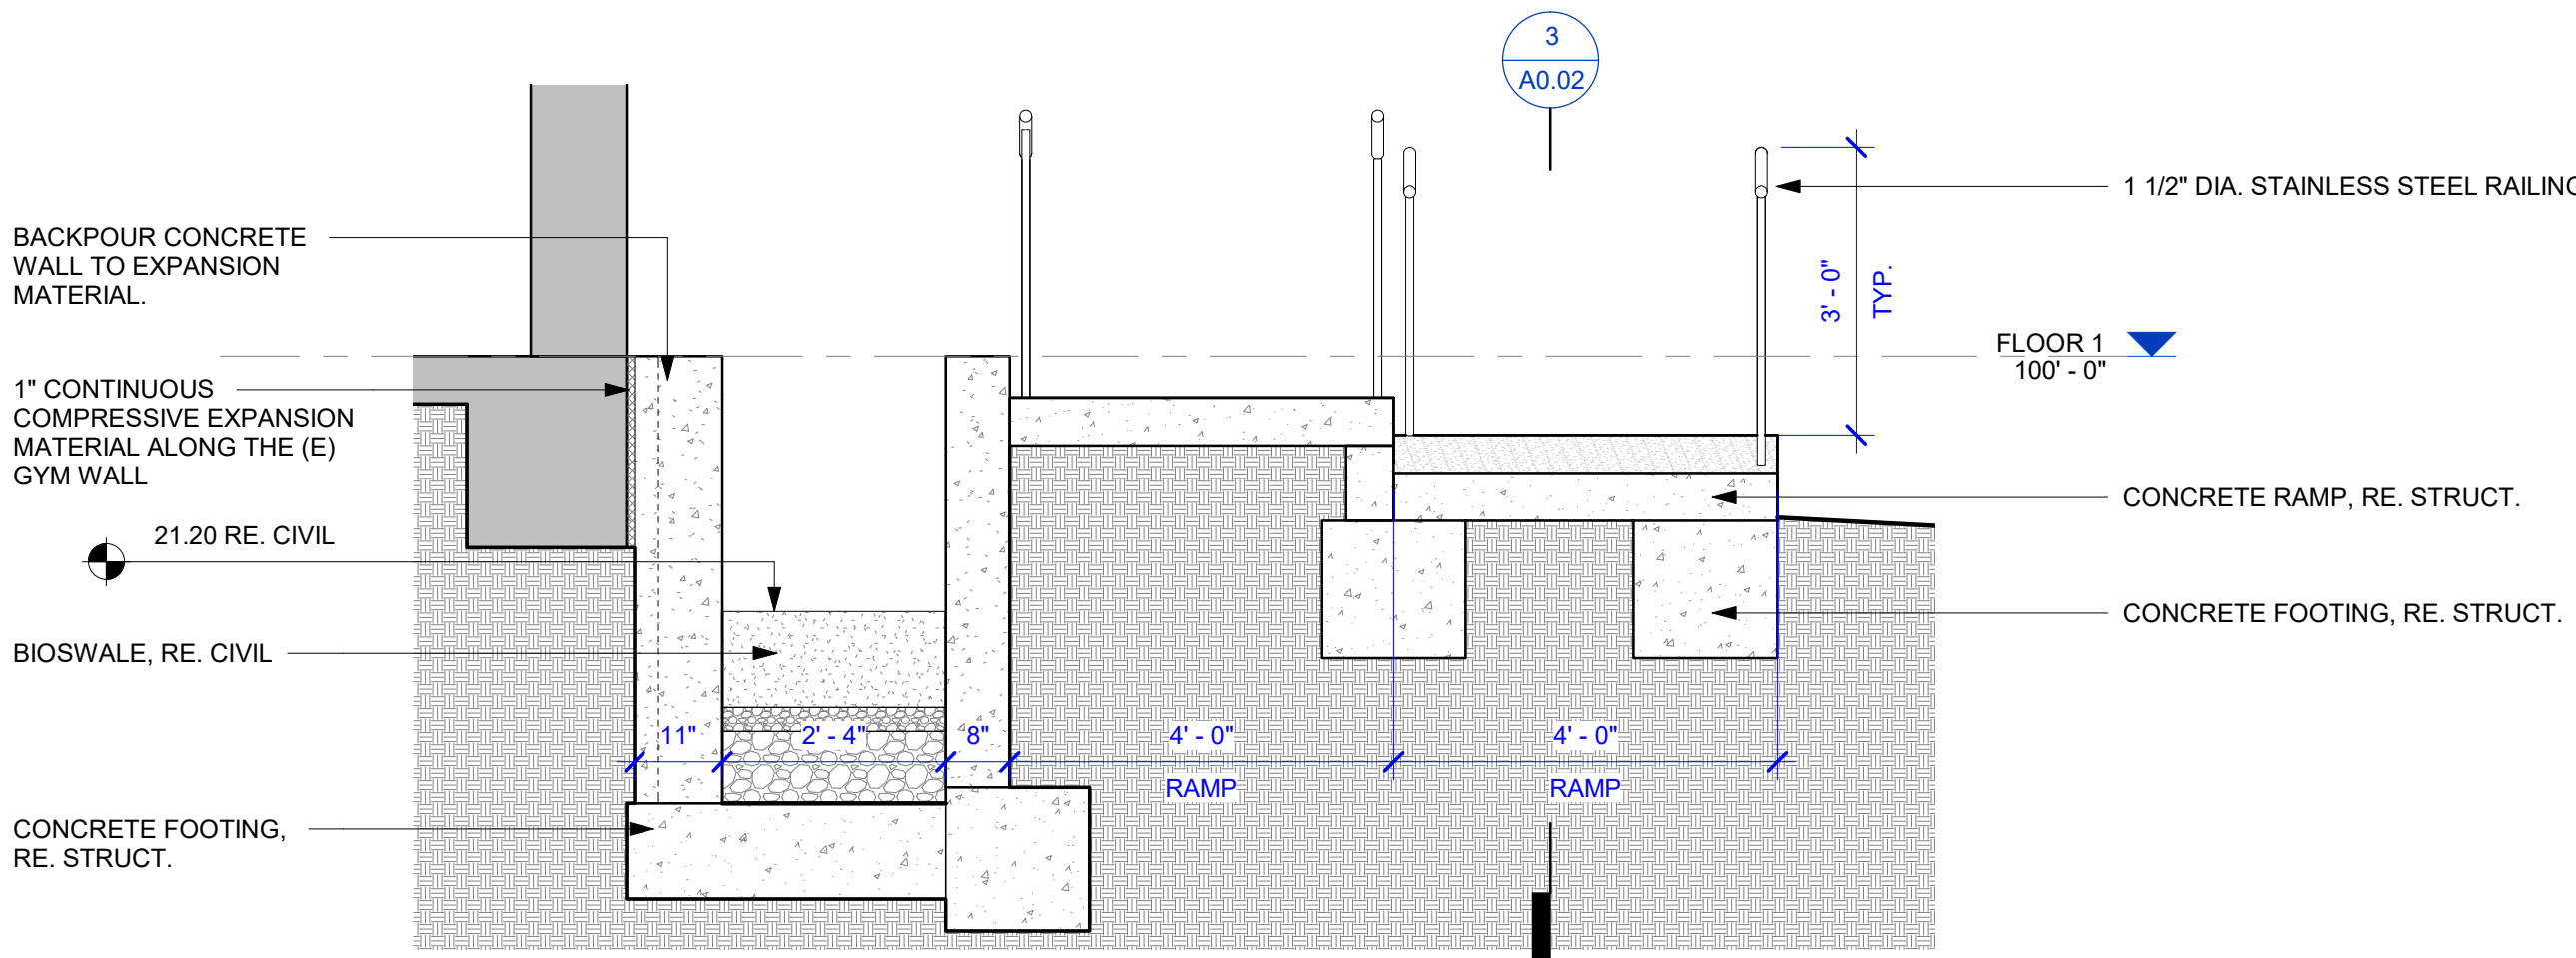 3
A0.02
1 1/2" DIA. STAINLESS STEEL RAILING
BACKPOUR CONCRETE
WALL TO EXPANSION
MATERIAL.
3' - 0"
TYP.
FLOOR 1
100' - 0"
1" CONTINUOUS
COMPRESSIVE EXPANSION
MATERIAL ALONG THE (E)
GYM WALL
CONCRETE RAMP, RE. STRUCT.
21.20 RE. CIVIL
CONCRETE FOOTING, RE. STRUCT.
BIOSWALE, RE. CIVIL
11" 2' - 4" 8" 4' - 0" 4' - 0"
RAMP RAMP
CONCRETE FOOTING,
RE. STRUCT.